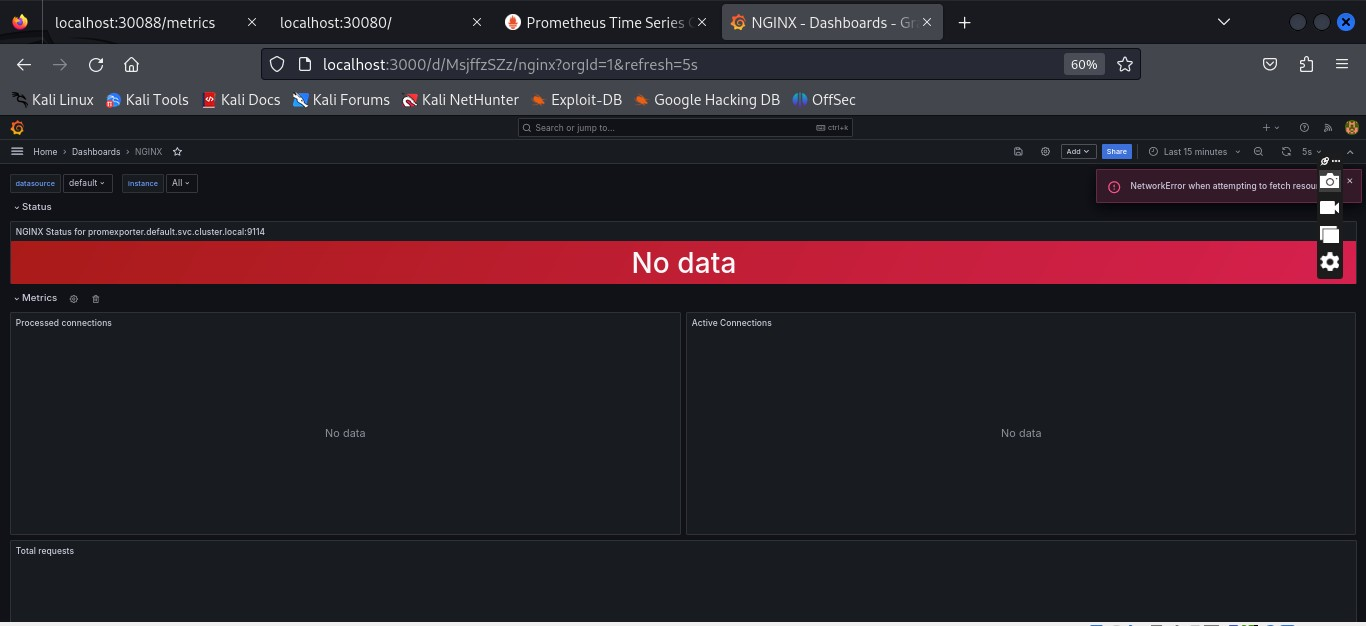 localhost:30088/metrics
localhost:30080/
Prometheus Time Series
NGINX - Dashboards - Gr
localhost:3000/d/MsjffzSZz/nginx?orgId=1&refresh=5s
60%
Kali Linux
Kali Tools
Kali Docs
Kali Forums
Kali NetHunter
Exploit-DB
Google Hacking DB
OffSec
Search or jump to...
ctrl+k
Home › Dashboards › NGINX
Add
Share
Last 15 minutes
5s
datasource
default
instance
All
NetworkError when attempting to fetch resou
Status
NGINX Status for promexporter.default.svc.cluster.local:9114
No data
Metrics
Processed connections
Active Connections
No data
No data
Total requests